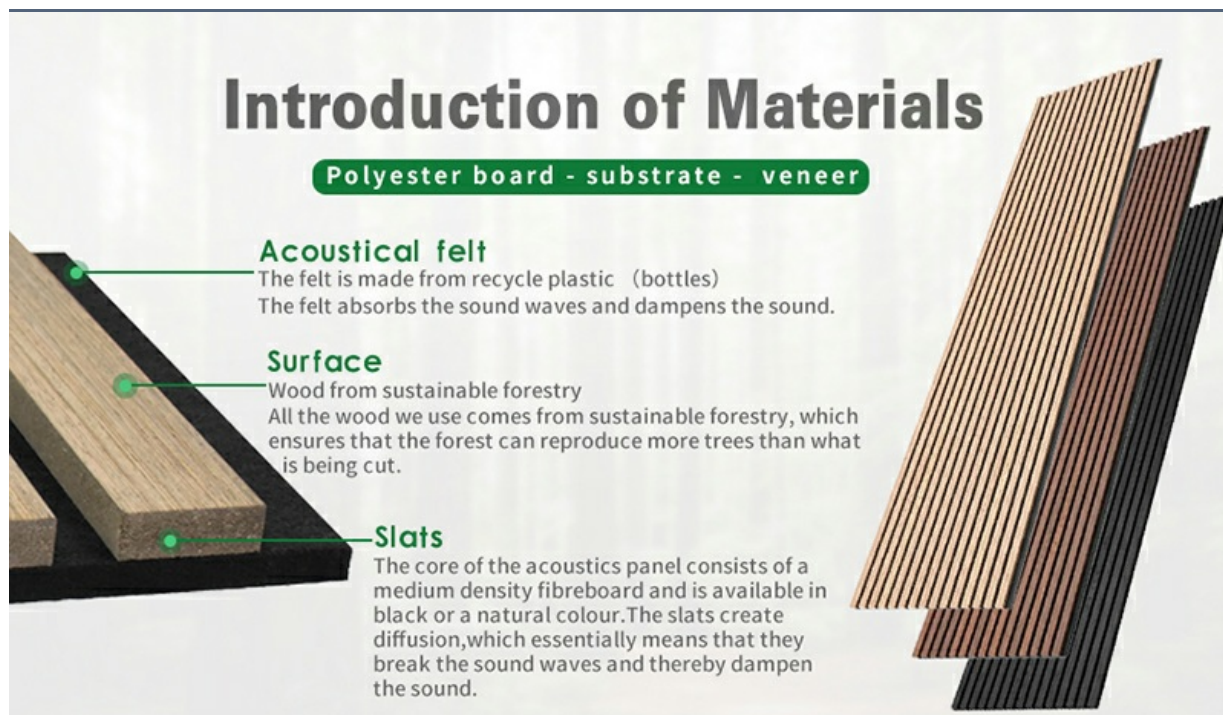 Introduction of Materials
Polyester board - substrate - veneer
Acoustical felt
The felt is made from recycle plastic （bottles）
The felt absorbs the sound waves and dampens the sound.
Surface
Wood from sustainable forestry
All the wood we use comes from sustainable forestry, which
ensures that the forest can reproduce more trees than what
is being cut.
Slats
The core of the acoustics panel consists of a
medium density fibreboard and is available in
black or a natural colour.The slats create
diffusion,which essentially means that they
break the sound waves and thereby dampen
the sound.